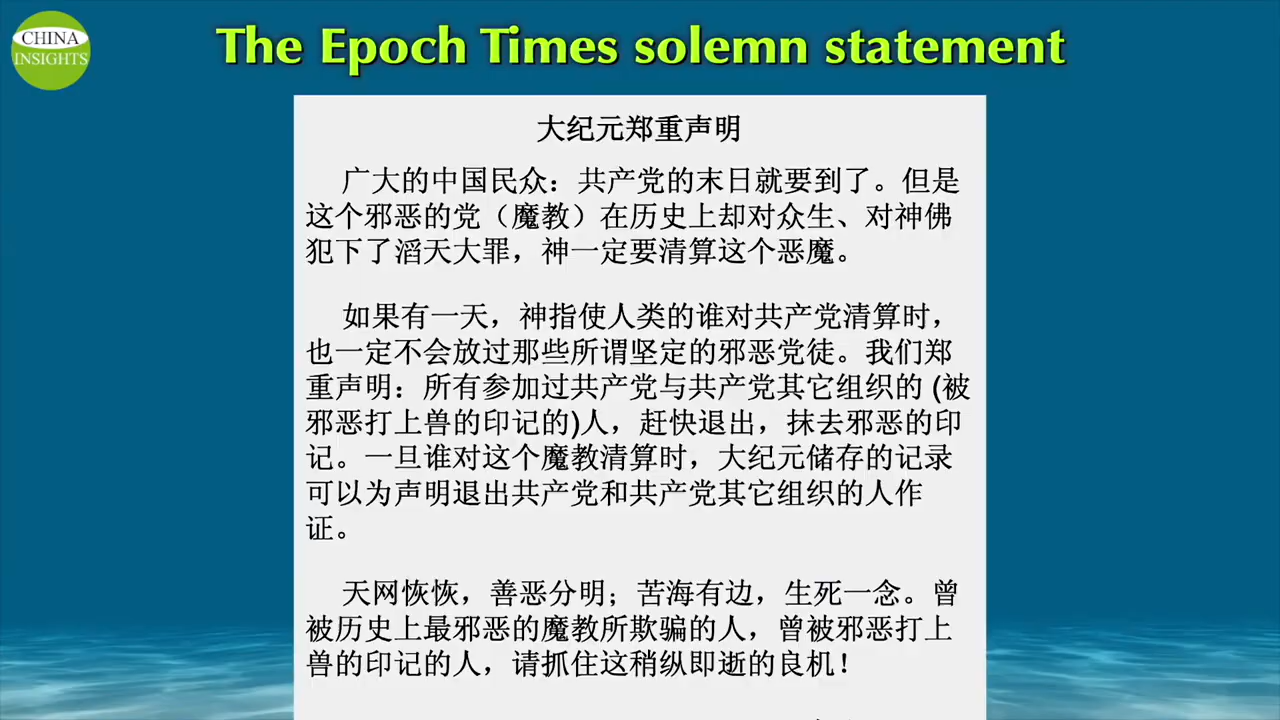 CHINA
INSIGHTS
The Epoch Times solemn statement
大纪元郑重声明
广大的中国民众：共产党的末日就要到了。但是
这个邪恶的党（魔教）在历史上却对众生、对神佛
犯下了滔天大罪，神一定要清算这个恶魔。
如果有一天，神指使人类的谁对共产党清算时，
也一定不会放过那些所谓坚定的邪恶党徒。我们郑
重声明：所有参加过共产党与共产党其它组织的 (被
邪恶打上兽的印记的)人，赶快退出，抹去邪恶的印
记。一旦谁对这个魔教清算时，大纪元储存的记录
可以为声明退出共产党和共产党其它组织的人作
证。
天网恢恢，善恶分明；苦海有边，生死一念。曾
被历史上最邪恶的魔教所欺骗的人，曾被邪恶打上
兽的印记的人，请抓住这稍纵即逝的良机！